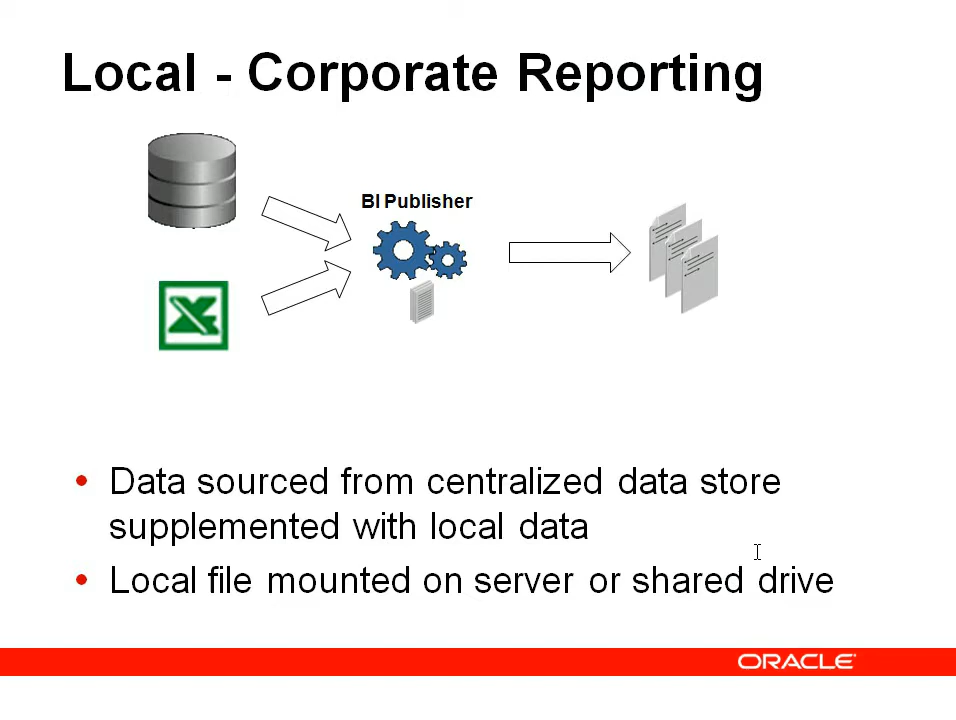 Local - Corporate Reporting
BI Publisher
• Data sourced from centralized data store
supplemented with local data
• Local file mounted on server or shared drive
ORACLE